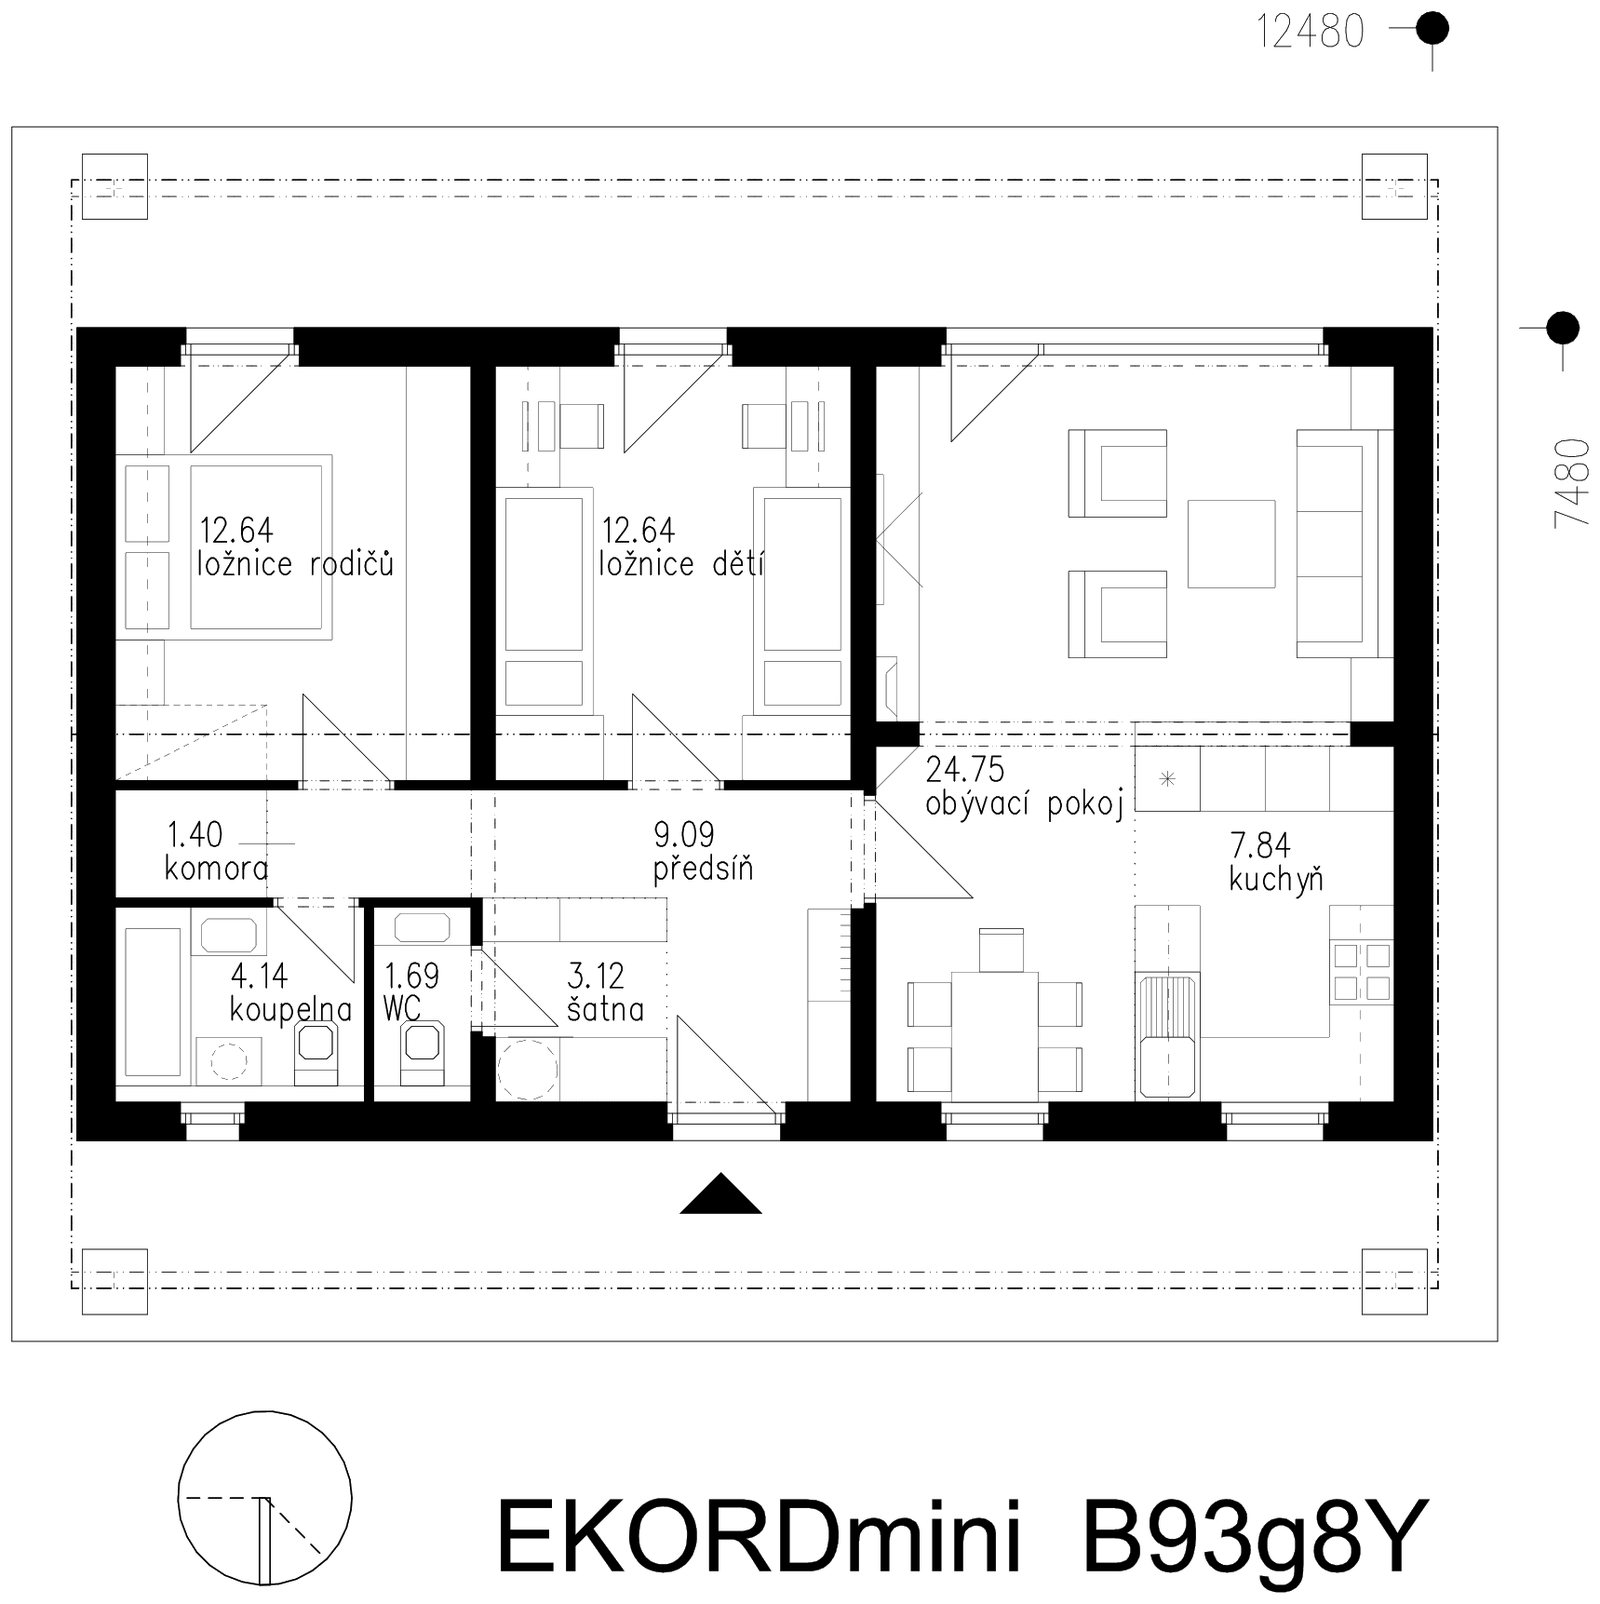 12480
7480
12.64
ložnice rodičů
12.64
ložnice dětí
24.75
obývací pokoj
1.40
komora
9.09
předsíň
7.84
kuchyň
4.14
koupelna
1.69
WC
3.12
šatna
EKORDmini B93g8Y